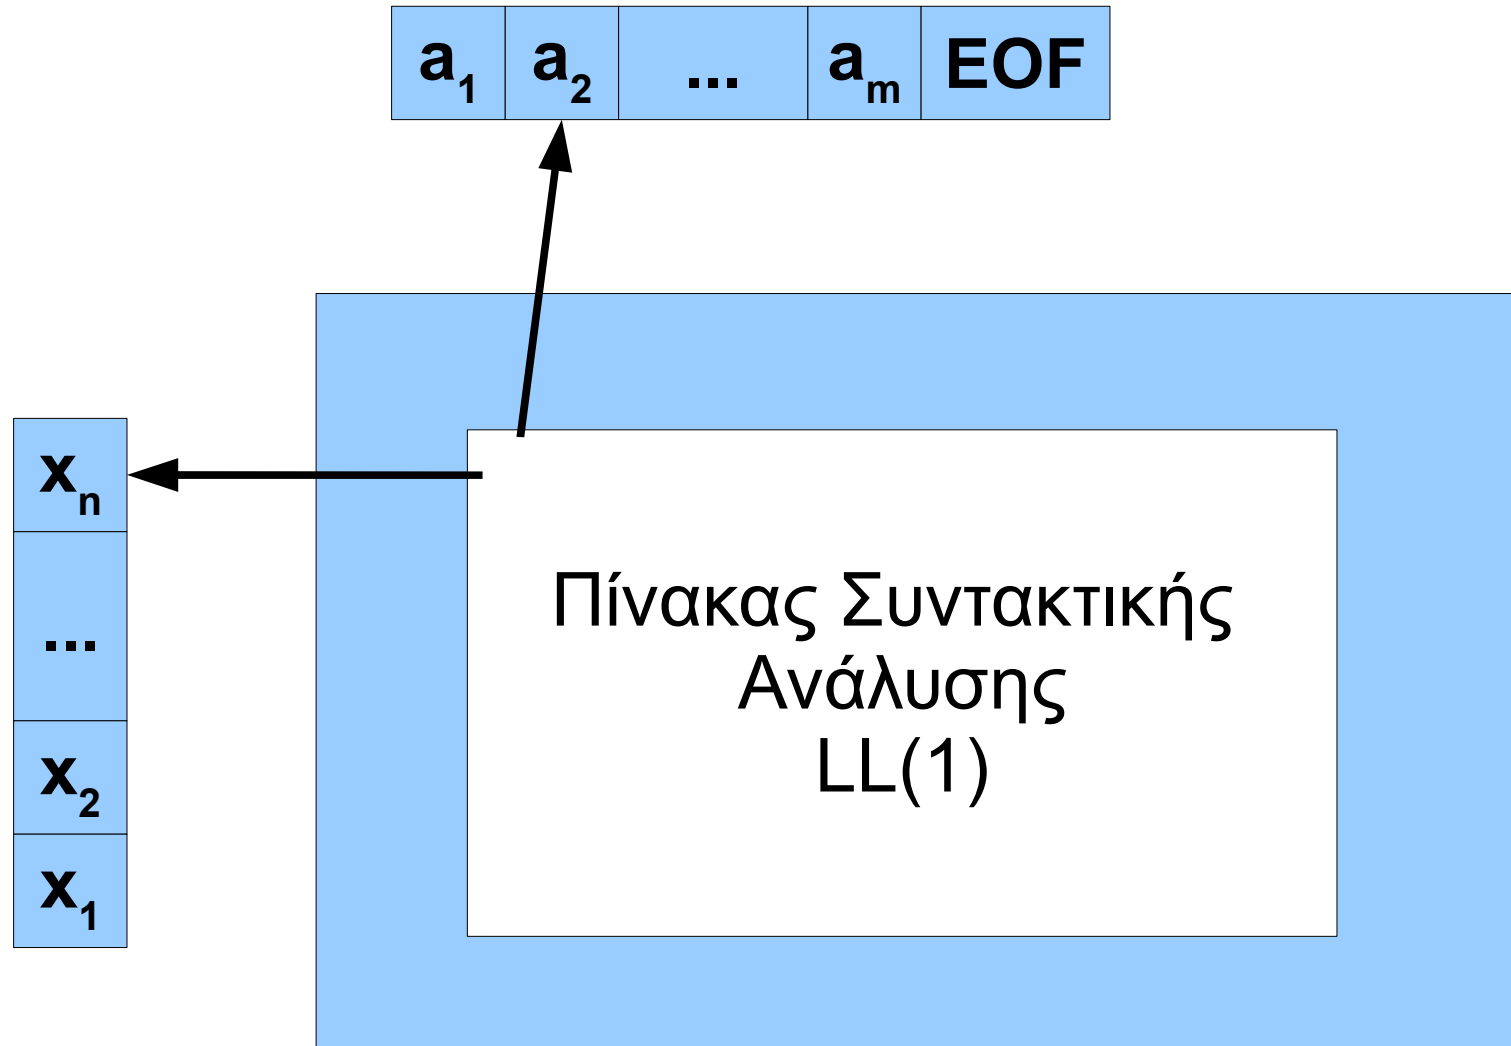 a₁ a₂ ... aₘ EOF
xₙ
...
x₂
x₁
Πίνακας Συντακτικής
Ανάλυσης
LL(1)